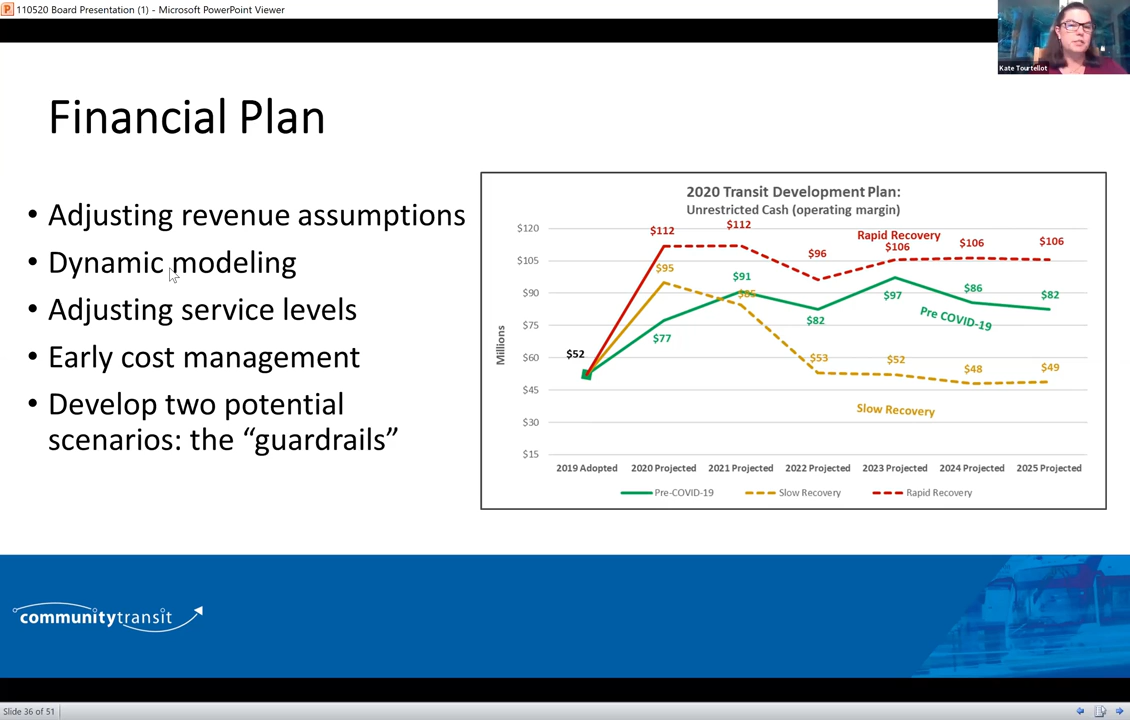 110520 Board Presentation (1) - Microsoft PowerPoint Viewer
Kate Tourtellot
Financial Plan
• Adjusting revenue assumptions
• Dynamic modeling
• Adjusting service levels
• Early cost management
• Develop two potential
scenarios: the “guardrails”
2020 Transit Development Plan:
Unrestricted Cash (operating margin)
Millions
$120
$105
$90
$75
$60
$45
$30
$15
$52
$112
$112
$96
Rapid Recovery
$106
$106
$106
$95
$85
$53
$52
$48
$49
Slow Recovery
$77
$91
$82
$97
$86
$82
Pre COVID-19
2019 Adopted 2020 Projected 2021 Projected 2022 Projected 2023 Projected 2024 Projected 2025 Projected
Pre-COVID-19 Slow Recovery Rapid Recovery
communitytransit
Slide 36 of 51